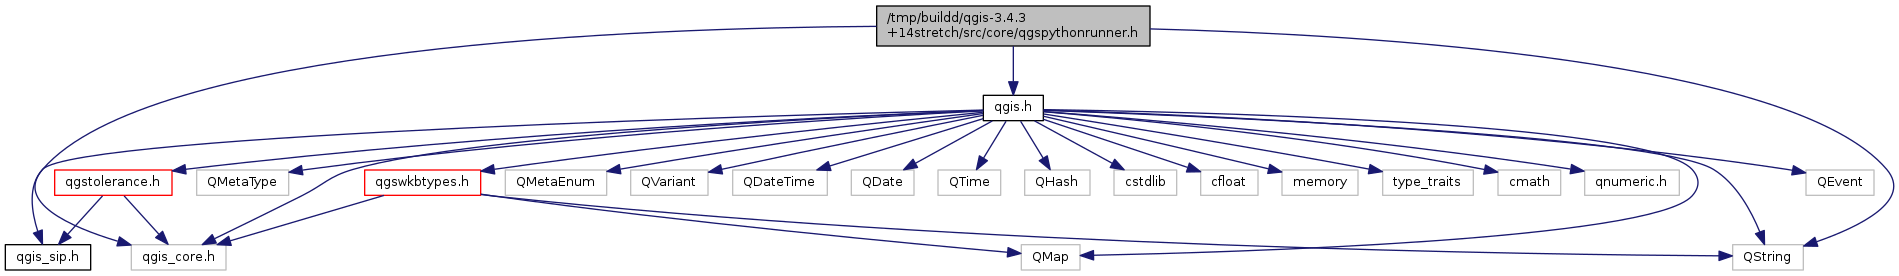 /tmp/buildd/qgis-3.4.3
+14stretch/src/core/qgspythonrunner.h
qgis.h
qgstolerance.h
QMetaType
qgswkbtypes.h
QMetaEnum
QVariant
QDateTime
QDate
QTime
QHash
cstdlib
cfloat
memory
type_traits
cmath
qnumeric.h
QEvent
qgis_sip.h
qgis_core.h
QMap
QString